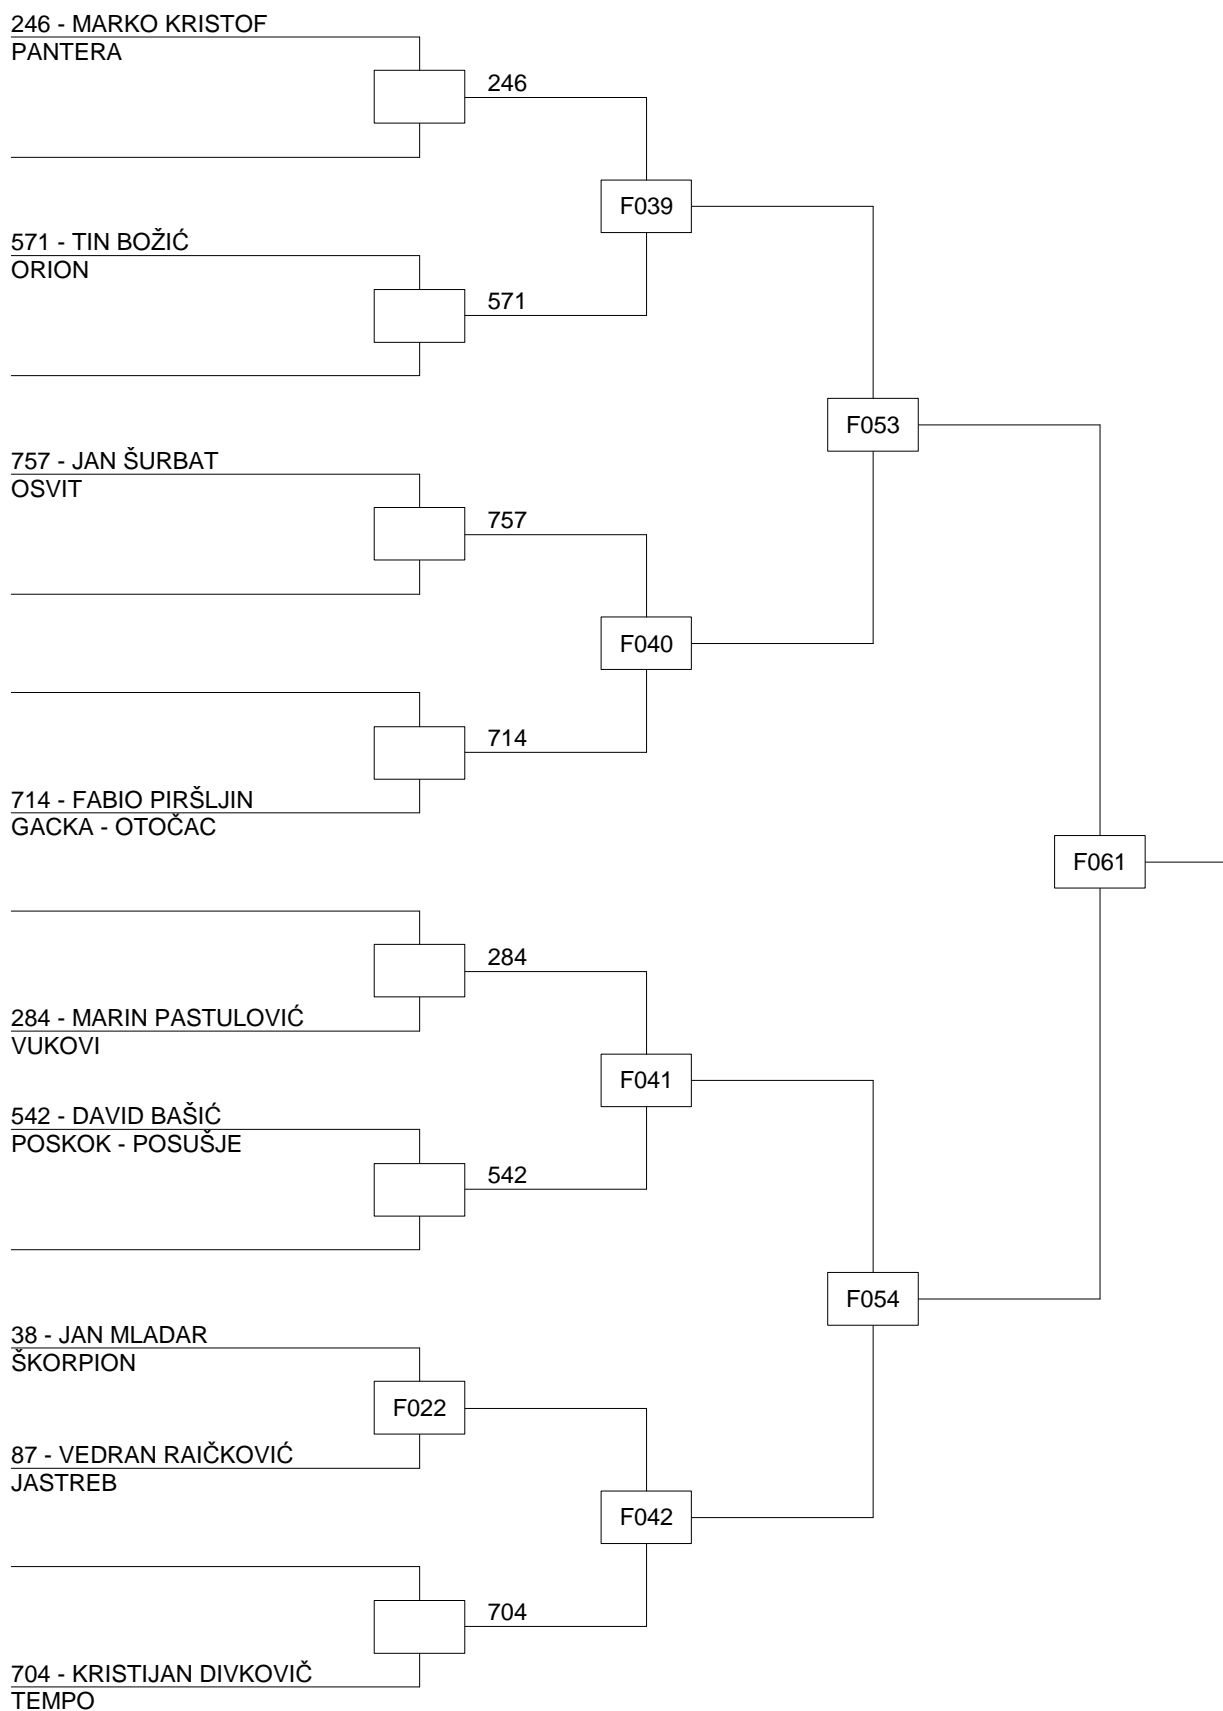 246 - MARKO KRISTOF
PANTERA
246
F039
571 - TIN BOŽIĆ
ORION
571
F053
757 - JAN ŠURBAT
OSVIT
757
F040
714
714 - FABIO PIRŠLJIN
GACKA - OTOČAC
F061
284
284 - MARIN PASTULOVIĆ
VUKOVI
F041
542 - DAVID BAŠIĆ
POSKOK - POSUŠJE
542
F054
38 - JAN MLADAR
ŠKORPION
F022
87 - VEDRAN RAIČKOVIĆ
JASTREB
F042
704
704 - KRISTIJAN DIVKOVIČ
TEMPO